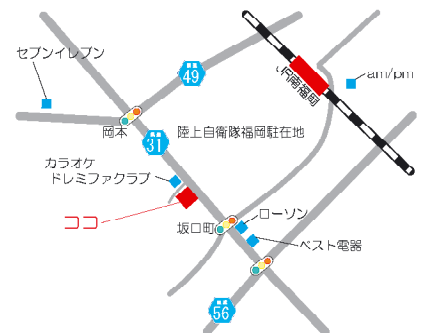 セブンイレブン
49
JR南福岡
am/pm
岡本
31
陸上自衛隊福岡駐在地
カラオケ
ドレミファクラブ
ココ
坂口町
ローソン
ベスト電器
56